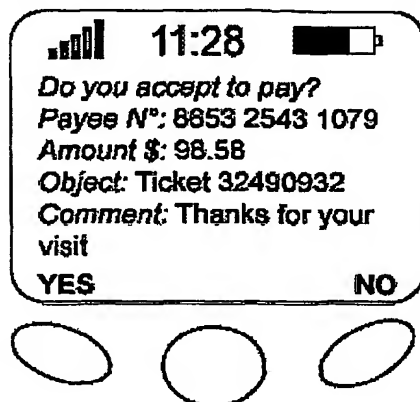 11:28
Do you accept to pay?
Payee N°: 8853 2543 1079
Amount $: 98.58
Object: Ticket 32490932
Comment: Thanks for your
visit
YES NO